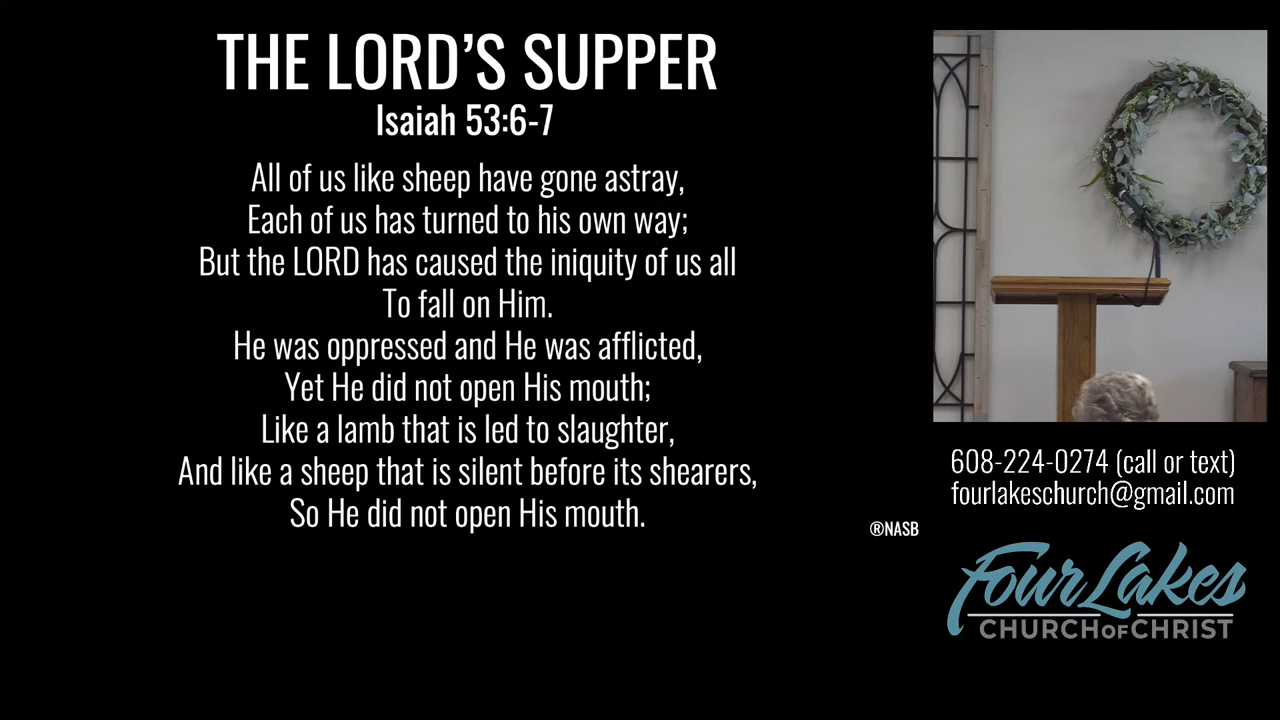 THE LORD'S SUPPER
Isaiah 53:6-7
All of us like sheep have gone astray,
Each of us has turned to his own way;
But the LORD has caused the iniquity of us all
To fall on Him.
He was oppressed and He was afflicted,
Yet He did not open His mouth;
Like a lamb that is led to slaughter,
And like a sheep that is silent before its shearers,
So He did not open His mouth.
®NASB
608-224-0274 (call or text)
fourlakeschurch@gmail.com
Four Lakes
CHURCH OF CHRIST